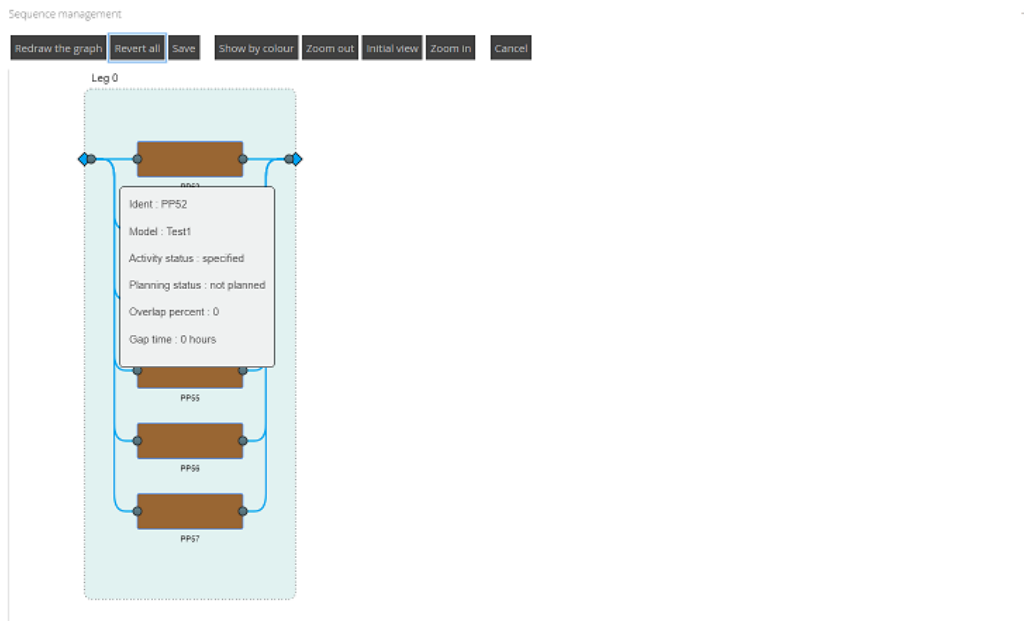 Sequence management
Redraw the graph Revert all Save Show by colour Zoom out Initial view Zoom in Cancel
Leg 0
Ident : PP52
Model : Test1
Activity status : specified
Planning status : not planned
Overlap percent : 0
Gap time : 0 hours
PP55
PP56
PP57